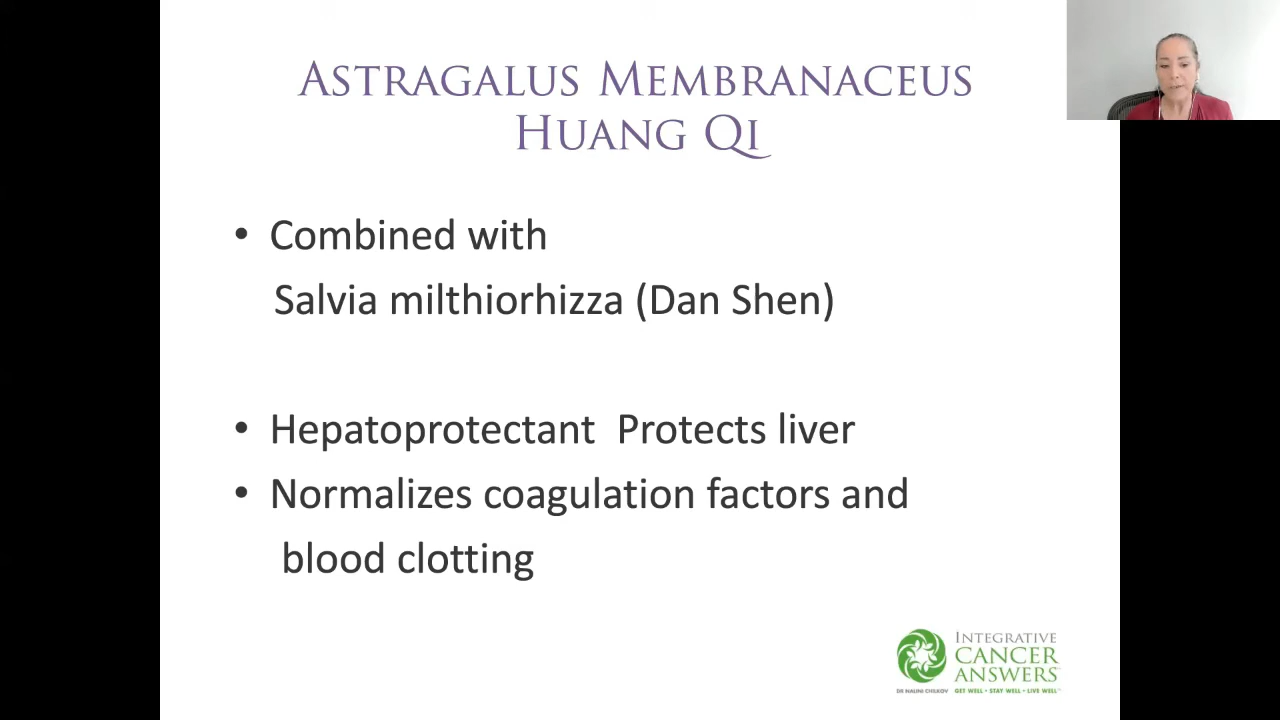 ASTRAGALUS MEMBRANACEUS
HUANG QI
• Combined with
Salvia milthiorhizza (Dan Shen)
• Hepatoprotectant Protects liver
• Normalizes coagulation factors and
blood clotting
INTEGRATIVE
CANCER
ANSWERS
DR NALINI CHILKOV GET WELL • STAY WELL • LIVE WELL